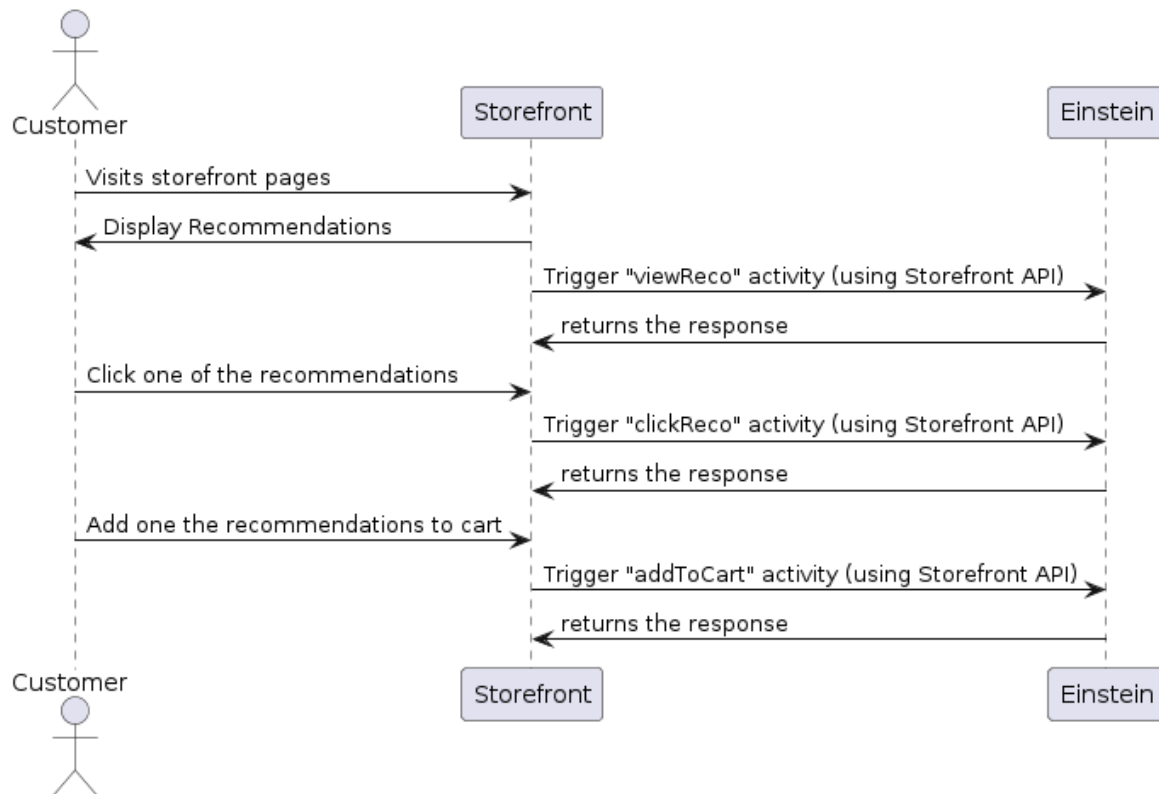 Customer
Storefront
Einstein
Visits storefront pages
Display Recommendations
Trigger "viewReco" activity (using Storefront API)
returns the response
Click one of the recommendations
Trigger "clickReco" activity (using Storefront API)
returns the response
Add one the recommendations to cart
Trigger "addToCart" activity (using Storefront API)
returns the response
Customer
Storefront
Einstein